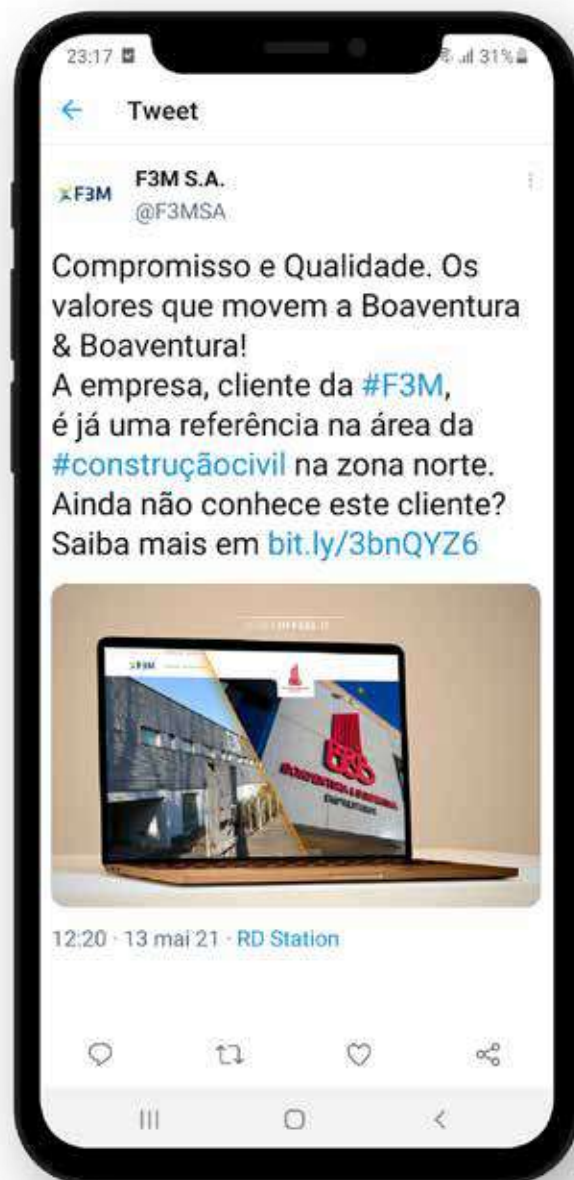 23:17
31%
Tweet
F3M
F3M S.A.
@F3MSA
Compromisso e Qualidade. Os
valores que movem a Boaventura
& Boaventura!
A empresa, cliente da #F3M,
é já uma referência na área da
#construçãocivil na zona norte.
Ainda não conhece este cliente?
Saiba mais em bit.ly/3bnQYZ6
F3M
12:20 · 13 mai 21 · RD Station